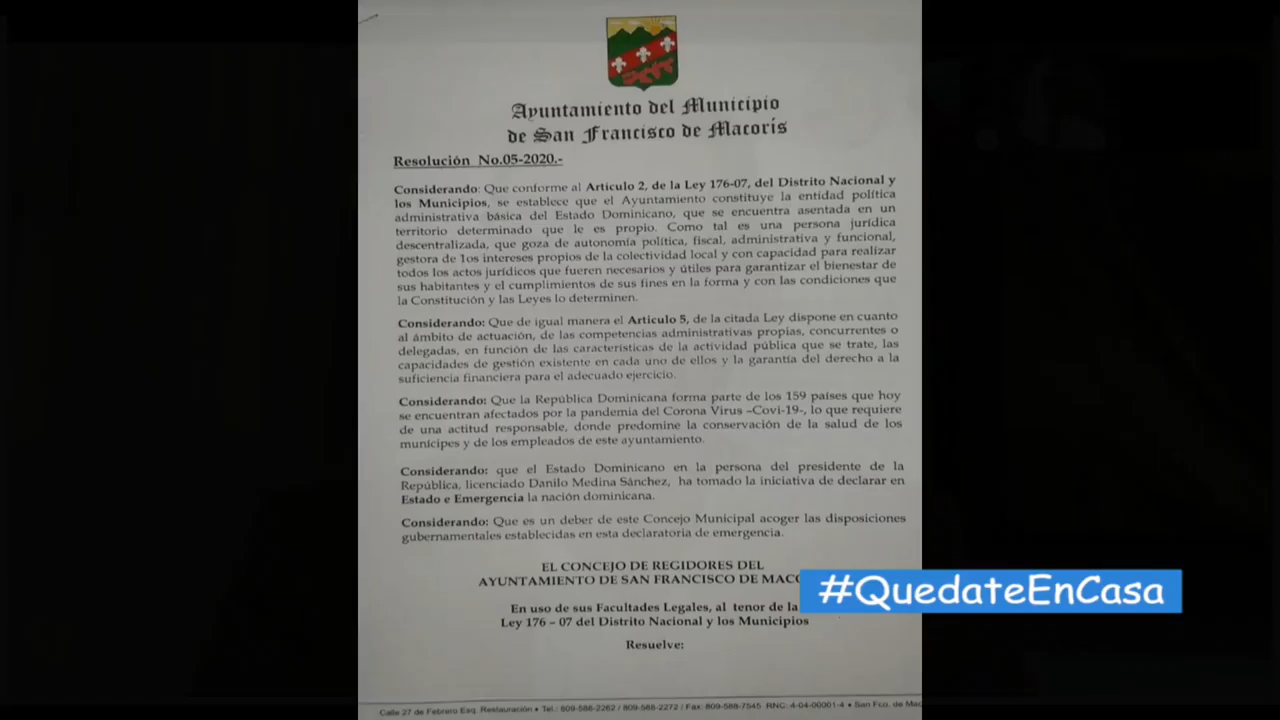 Ayuntamiento del Municipio
de San Francisco de Macorís
Resolución No.05-2020.-
Considerando: Que conforme al Articulo 2, de la Ley 176-07, del Distrito Nacional y
los Municipios, se establece que el Ayuntamiento constituye la entidad política
administrativa básica del Estado Dominicano, que se encuentra asentada en un
territorio determinado que le es propio. Como tal es una persona jurídica
descentralizada, que goza de autonomía política, fiscal, administrativa y funcional,
gestora de 1os intereses propios de la colectividad local y con capacidad para realizar
todos los actos jurídicos que fueren necesarios y útiles para garantizar el bienestar de
sus habitantes y el cumplimientos de sus fines en la forma y con las condiciones que
la Constitución y las Leyes lo determinen.
Considerando: Que de igual manera el Articulo 5, de la citada Ley dispone en cuanto
al ámbito de actuación, de las competencias administrativas propias, concurrentes o
delegadas, en función de las características de la actividad pública que se trate, las
capacidades de gestión existente en cada uno de ellos y la garantía del derecho a la
suficiencia financiera para el adecuado ejercicio.
Considerando: Que la República Dominicana forma parte de los 159 países que hoy
se encuentran afectados por la pandemia del Corona Virus –Covi-19-, lo que requiere
de una actitud responsable, donde predomine la conservación de la salud de los
munícipes y de los empleados de este ayuntamiento.
Considerando: que el Estado Dominicano en la persona del presidente de la
República, licenciado Danilo Medina Sánchez, ha tomado la iniciativa de declarar en
Estado e Emergencia la nación dominicana.
Considerando: Que es un deber de este Concejo Municipal acoger las disposiciones
gubernamentales establecidas en esta declaratoria de emergencia.
EL CONCEJO DE REGIDORES DEL
AYUNTAMIENTO DE SAN FRANCISCO DE MACO
#QuedateEnCasa
En uso de sus Facultades Legales, al tenor de la
Ley 176 – 07 del Distrito Nacional y los Municipios
Resuelve:
Calle 27 de Febrero Esq. Restauración • Tel.: 809-588-2262 / 809-588-2272 / Fax: 809-588-7545 RNC: 4-04-00001-4 • San Fco. de Mac